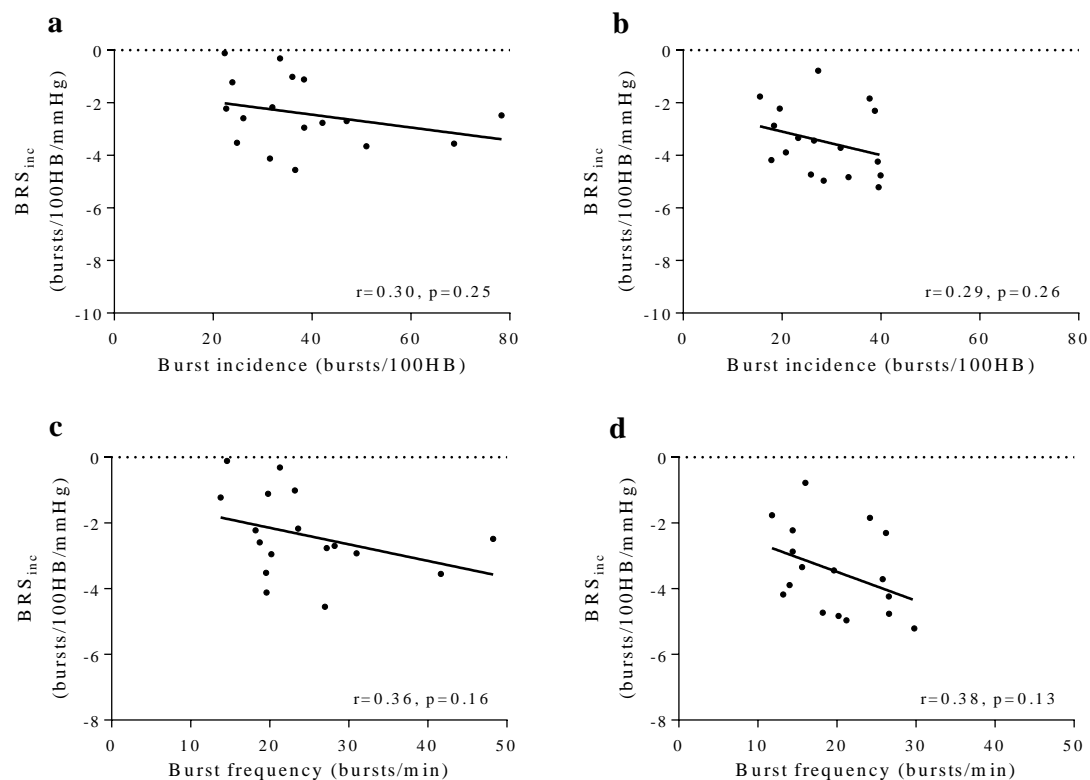 a
BRSinc
(bursts/100HB/mmHg)
0
-2
-4
-6
-8
-10
r=0.30, p=0.25
0 20 40 60 80
Burst incidence (bursts/100HB)
b
BRSinc
(bursts/100HB/mmHg)
0
-2
-4
-6
-8
-10
r=0.29, p=0.26
0 20 40 60 80
Burst incidence (bursts/100HB)
c
BRSinc
(bursts/100HB/mmHg)
0
-2
-4
-6
-8
r=0.36, p=0.16
0 10 20 30 40 50
Burst frequency (bursts/min)
d
BRSinc
(bursts/100HB/mmHg)
0
-2
-4
-6
-8
r=0.38, p=0.13
0 10 20 30 40 50
Burst frequency (bursts/min)